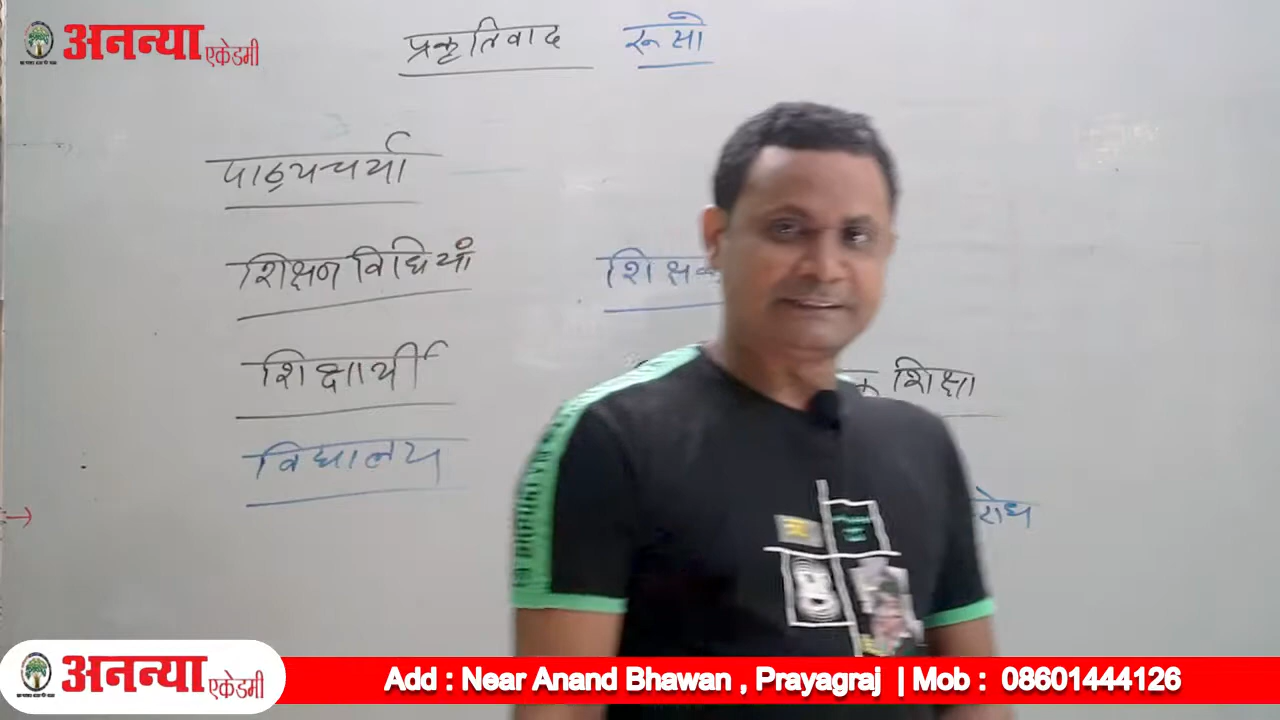 अनन्या एकेडमी
प्रकृतिवाद रूसो
पाठ्यचर्या
शिक्षण विधियाँ
शिक्षार्थी
शिक्षा
विद्यालय
रोध
अनन्या एकेडमी
Add : Near Anand Bhawan , Prayagraj | Mob : 08601444126